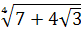 ∜(7 + 4√3)